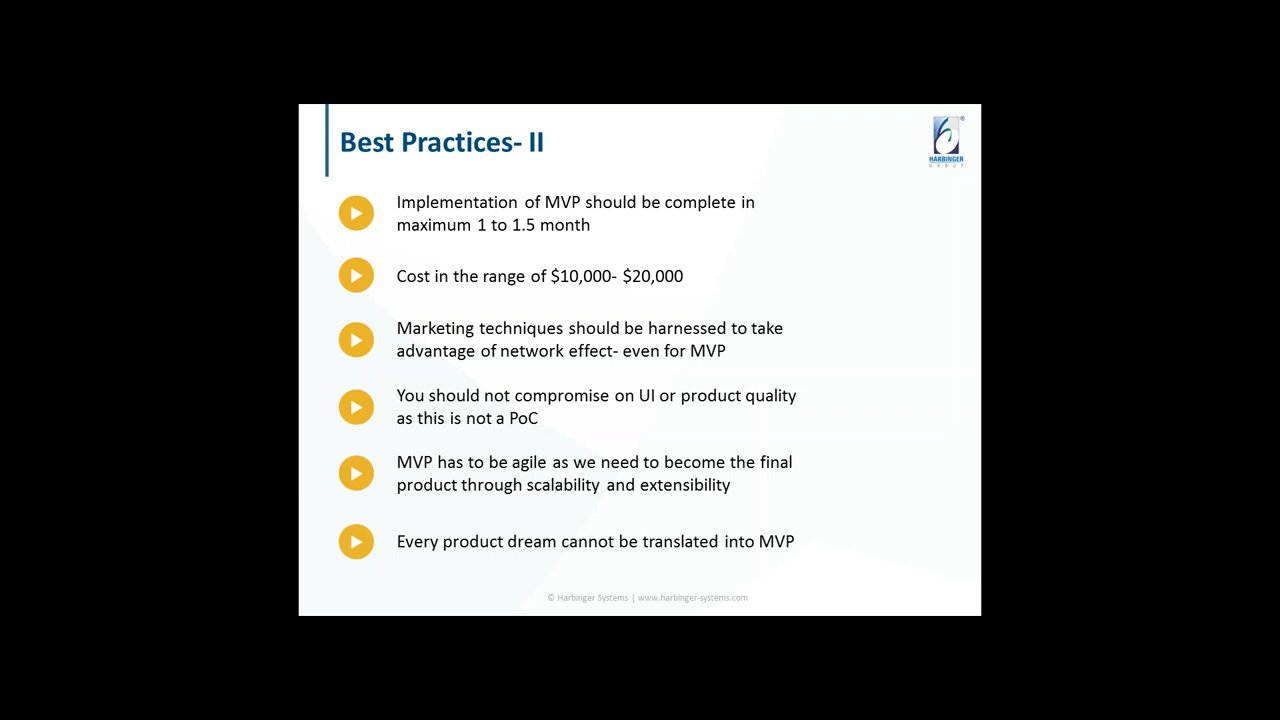 Best Practices- II
HARBINGER
GROUP
Implementation of MVP should be complete in
maximum 1 to 1.5 month
Cost in the range of $10,000- $20,000
Marketing techniques should be harnessed to take
advantage of network effect- even for MVP
You should not compromise on UI or product quality
as this is not a PoC
MVP has to be agile as we need to become the final
product through scalability and extensibility
Every product dream cannot be translated into MVP
© Harbinger Systems | www.harbinger-systems.com